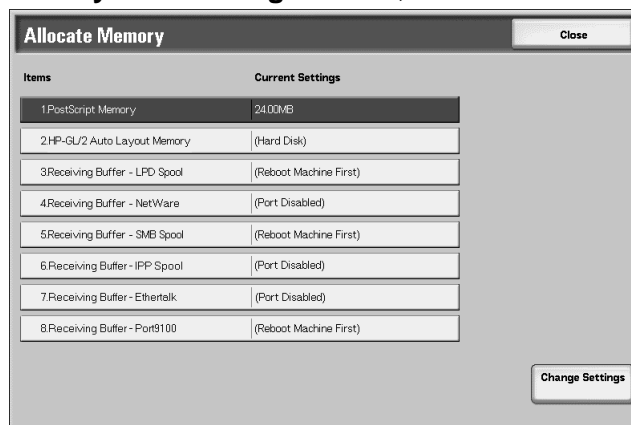 Allocate Memory
Close
Items Current Settings
1.PostScript Memory 24.00MB
2.HP-GL/2 Auto Layout Memory (Hard Disk)
3.Receiving Buffer - LPD Spool (Reboot Machine First)
4.Receiving Buffer - NetWare (Port Disabled)
5.Receiving Buffer - SMB Spool (Reboot Machine First)
6.Receiving Buffer - IPP Spool (Port Disabled)
7.Receiving Buffer - Ethertalk (Port Disabled)
8.Receiving Buffer - Port9100 (Reboot Machine First)
Change Settings